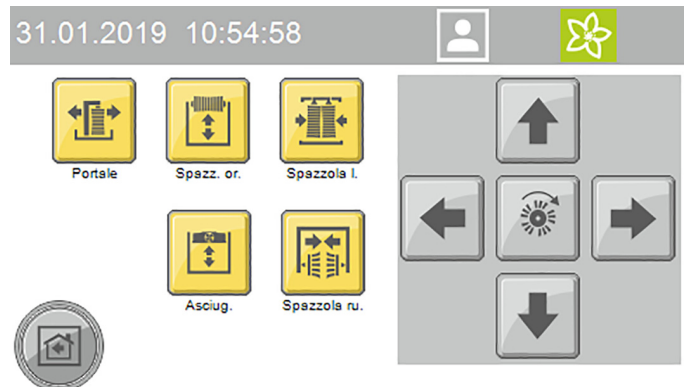 31.01.2019 10:54:58
Portale
Spazz. or.
Spazzola l.
Asciug.
Spazzola ru.